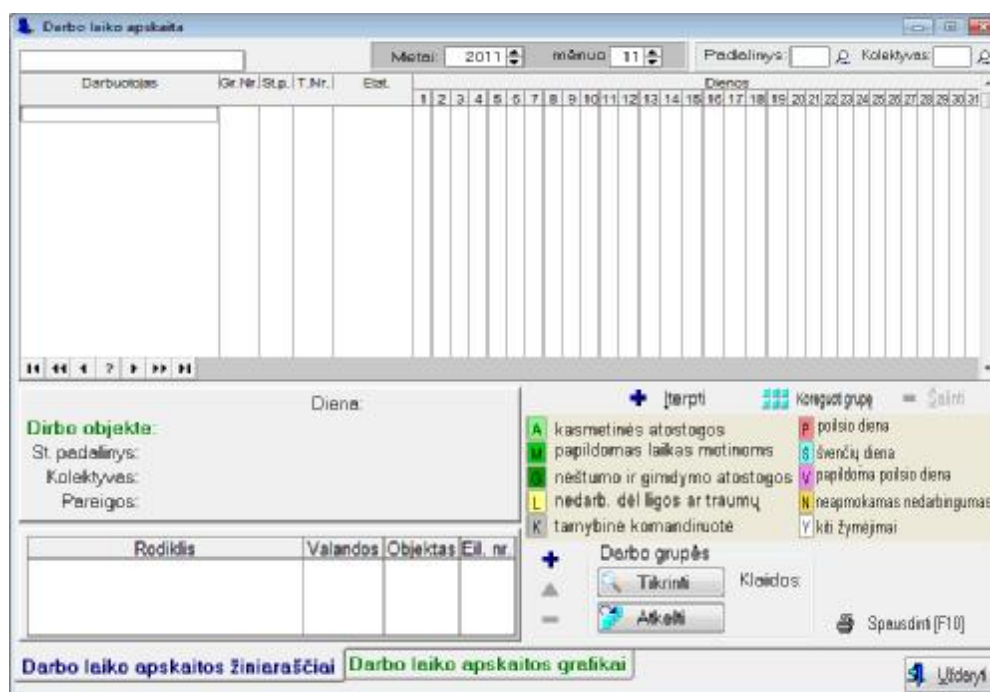 Darbo laiko apskaita
Metai: 2011 mėnuo 11 Padalinys: Kolektyvas:
Darbuotojas Gr.Nr. St.p. T.Nr. Etat. Dienos
1 2 3 4 5 6 7 8 9 10 11 12 13 14 15 16 17 18 19 20 21 22 23 24 25 26 27 28 29 30 31
Diena:
Įterpti Koreguoti grupę Šalinti
Dirbo objekte:
St. padalinys:
Kolektyvas:
Pareigos:
A kasmetinės atostogos P poilsio diena
M papildomas laikas motinoms S švenčių diena
G nėštumo ir gimdymo atostogos V papildoma poilsio diena
L nedarb. dėl ligos ar traumų N neapmokamas nedarbingumas
K tarnybinė komandiruotė Y kiti žymėjimai
Rodiklis Valandos Objektas Eil. nr.
Darbo grupės
Tikrinti Klaidos:
Atkelti
Spausdinti [F10]
Darbo laiko apskaitos žiniaraščiai Darbo laiko apskaitos grafikai
Uždaryti